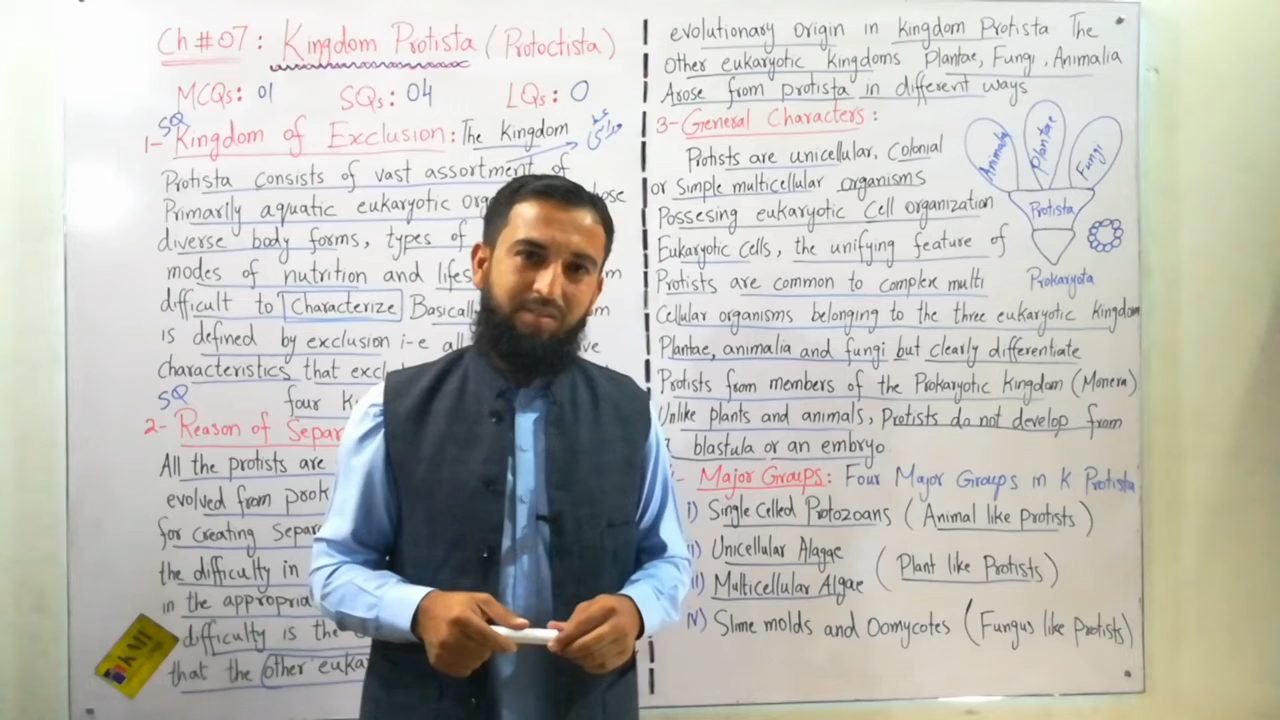 Ch # 07 : Kingdom Protista (Protoctista)
MCQs: 01 SQs: 04 LQs: 0
SQ
1- Kingdom of Exclusion: The kingdom
Protista consists of vast assortment of
Primarily aquatic eukaryotic
diverse body forms, types of
modes of nutrition and
difficult to Characterize
is defined by exclusion i-e all
characteristics that
SQ four
2- Reason of
All the protists are
evolved from
for creating
the difficulty in
in the
difficulty is the
that the other
KMI
evolutionary origin in kingdom Protista The
other eukaryotic kingdoms Plantae, Fungi, Animalia
Arose from protista in different ways
3- General Characters:
Protists are unicellular, Colonial
or Simple multicellular organisms
Possesing eukaryotic Cell organization
Eukaryotic cells, the unifying feature of
Protists are common to complex multi
Cellular organisms belonging to the three eukaryotic Kingdom
Plantae, animalia and fungi but clearly differentiate
Protists from members of the Prokaryotic Kingdom (Monera)
Unlike plants and animals, Protists do not develop from
blastula or an embryo
Animalia
Plantae
Fungi
Protista
Prokaryota
Major Groups: Four Major Groups in K Protista
i) Single Celled Protozoans (Animal like protists)
Unicellular Alagae
(Plant like Protists)
Multicellular Algae
iv) Slime molds and Oomycotes (Fungus like Protists)